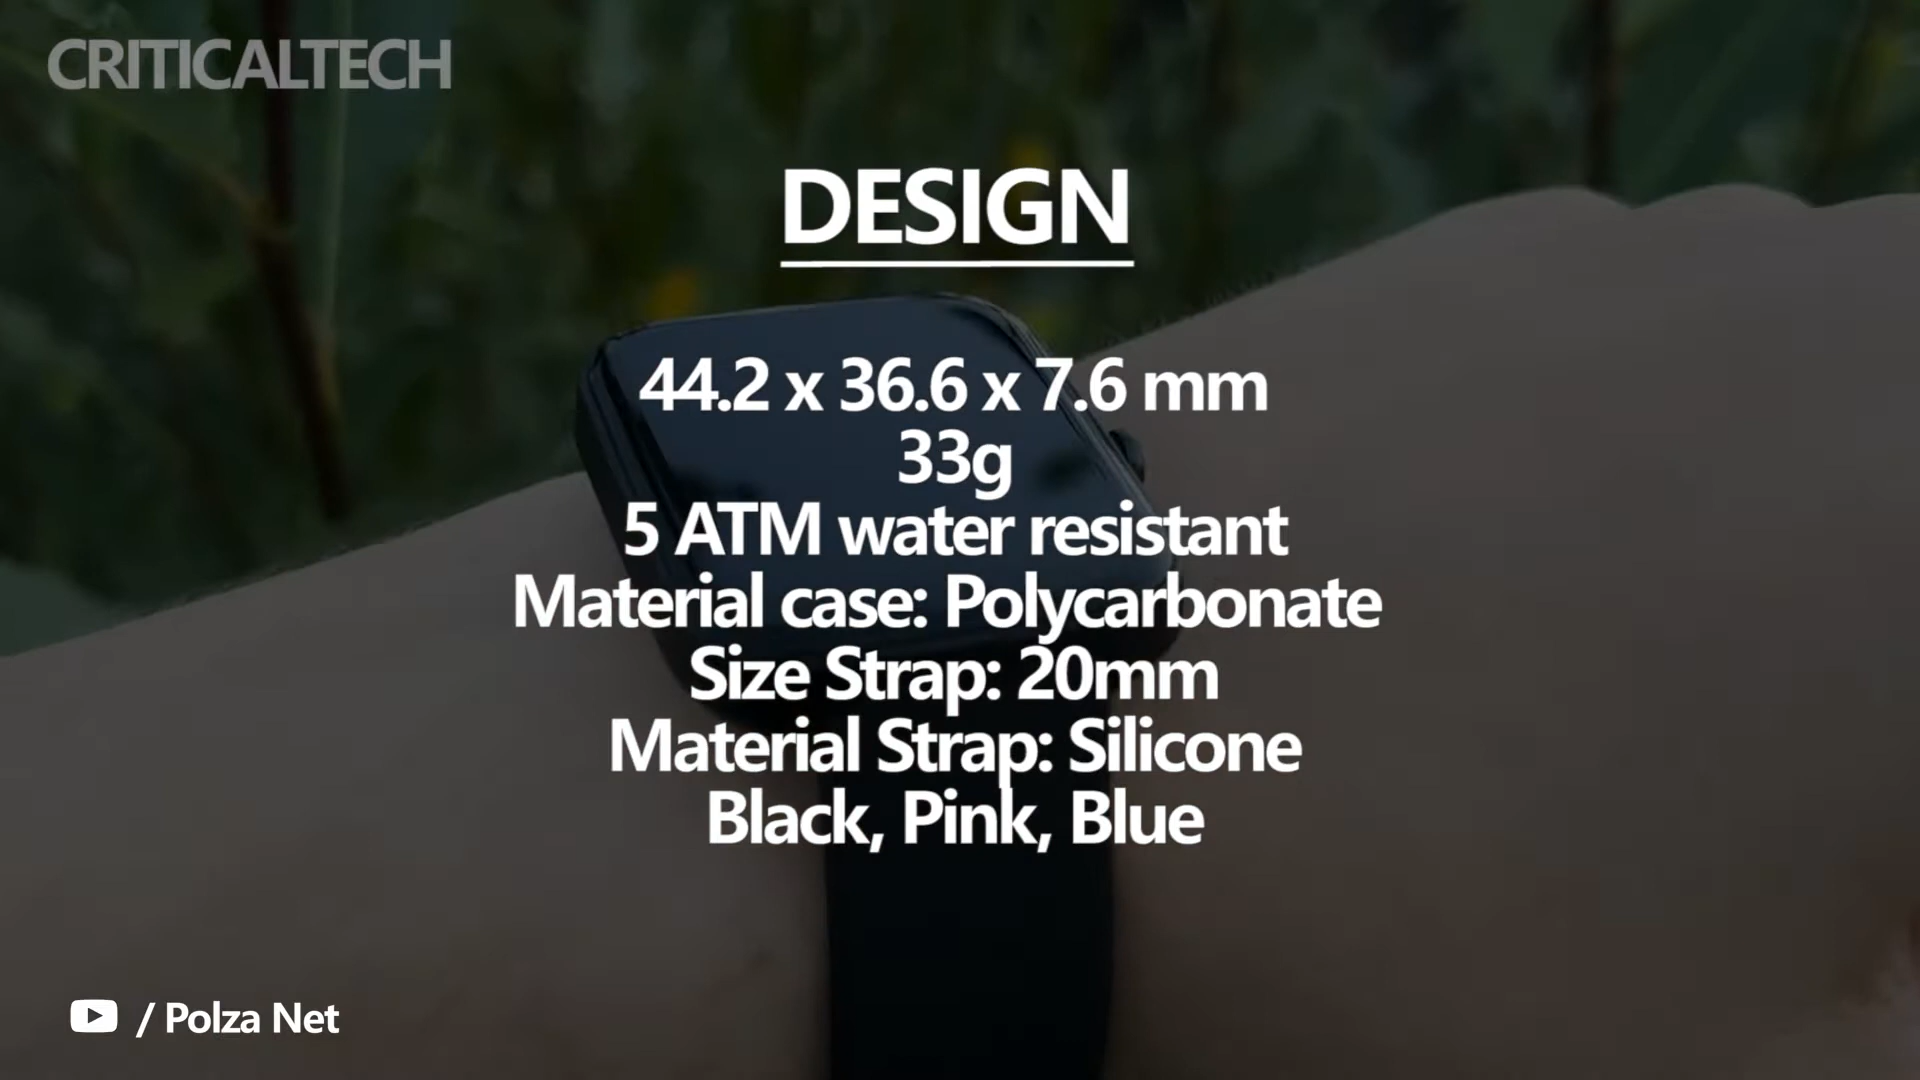 CRITICALTECH
DESIGN
44.2 x 36.6 x 7.6 mm
33g
5 ATM water resistant
Material case: Polycarbonate
Size Strap: 20mm
Material Strap: Silicone
Black, Pink, Blue
/ Polza Net